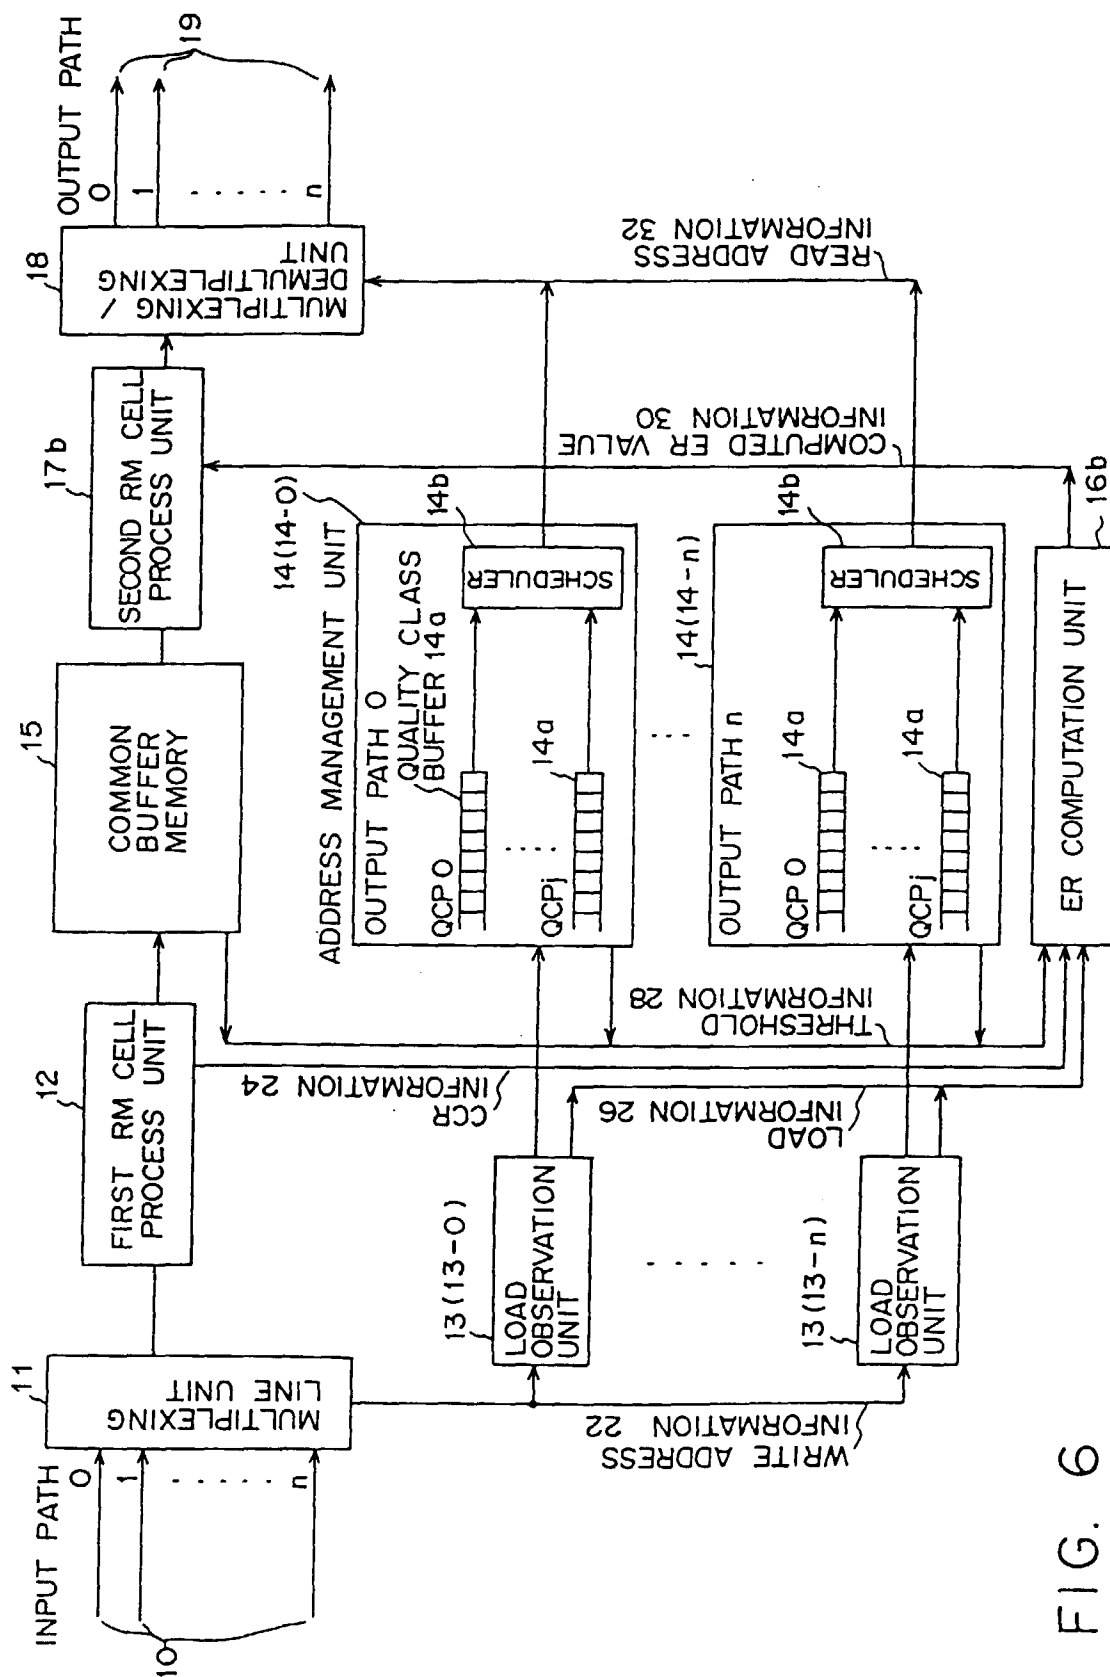 INPUT PATH
0
1
n
10
11
MULTIPLEXING
LINE UNIT
12
FIRST RM CELL
PROCESS UNIT
15
COMMON
BUFFER
MEMORY
17b
SECOND RM CELL
PROCESS UNIT
18
MULTIPLEXING /
DEMULTIPLEXING
UNIT
OUTPUT PATH
0
1
n
19
WRITE ADDRESS
INFORMATION 22
13 (13-0)
LOAD
OBSERVATION
UNIT
13 (13-n)
LOAD
OBSERVATION
UNIT
CCR
INFORMATION 24
LOAD
INFORMATION 26
THRESHOLD
INFORMATION 28
ADDRESS MANAGEMENT UNIT
14 (14-0)
OUTPUT PATH 0
QUALITY CLASS
BUFFER 14a
QCP 0
QCPj
14a
14b
SCHEDULER
14 (14-n)
OUTPUT PATH n
QCP 0
14a
QCPj
14a
14b
SCHEDULER
COMPUTED ER VALUE
INFORMATION 30
READ ADDRESS
INFORMATION 32
ER COMPUTATION UNIT
16b
FIG. 6